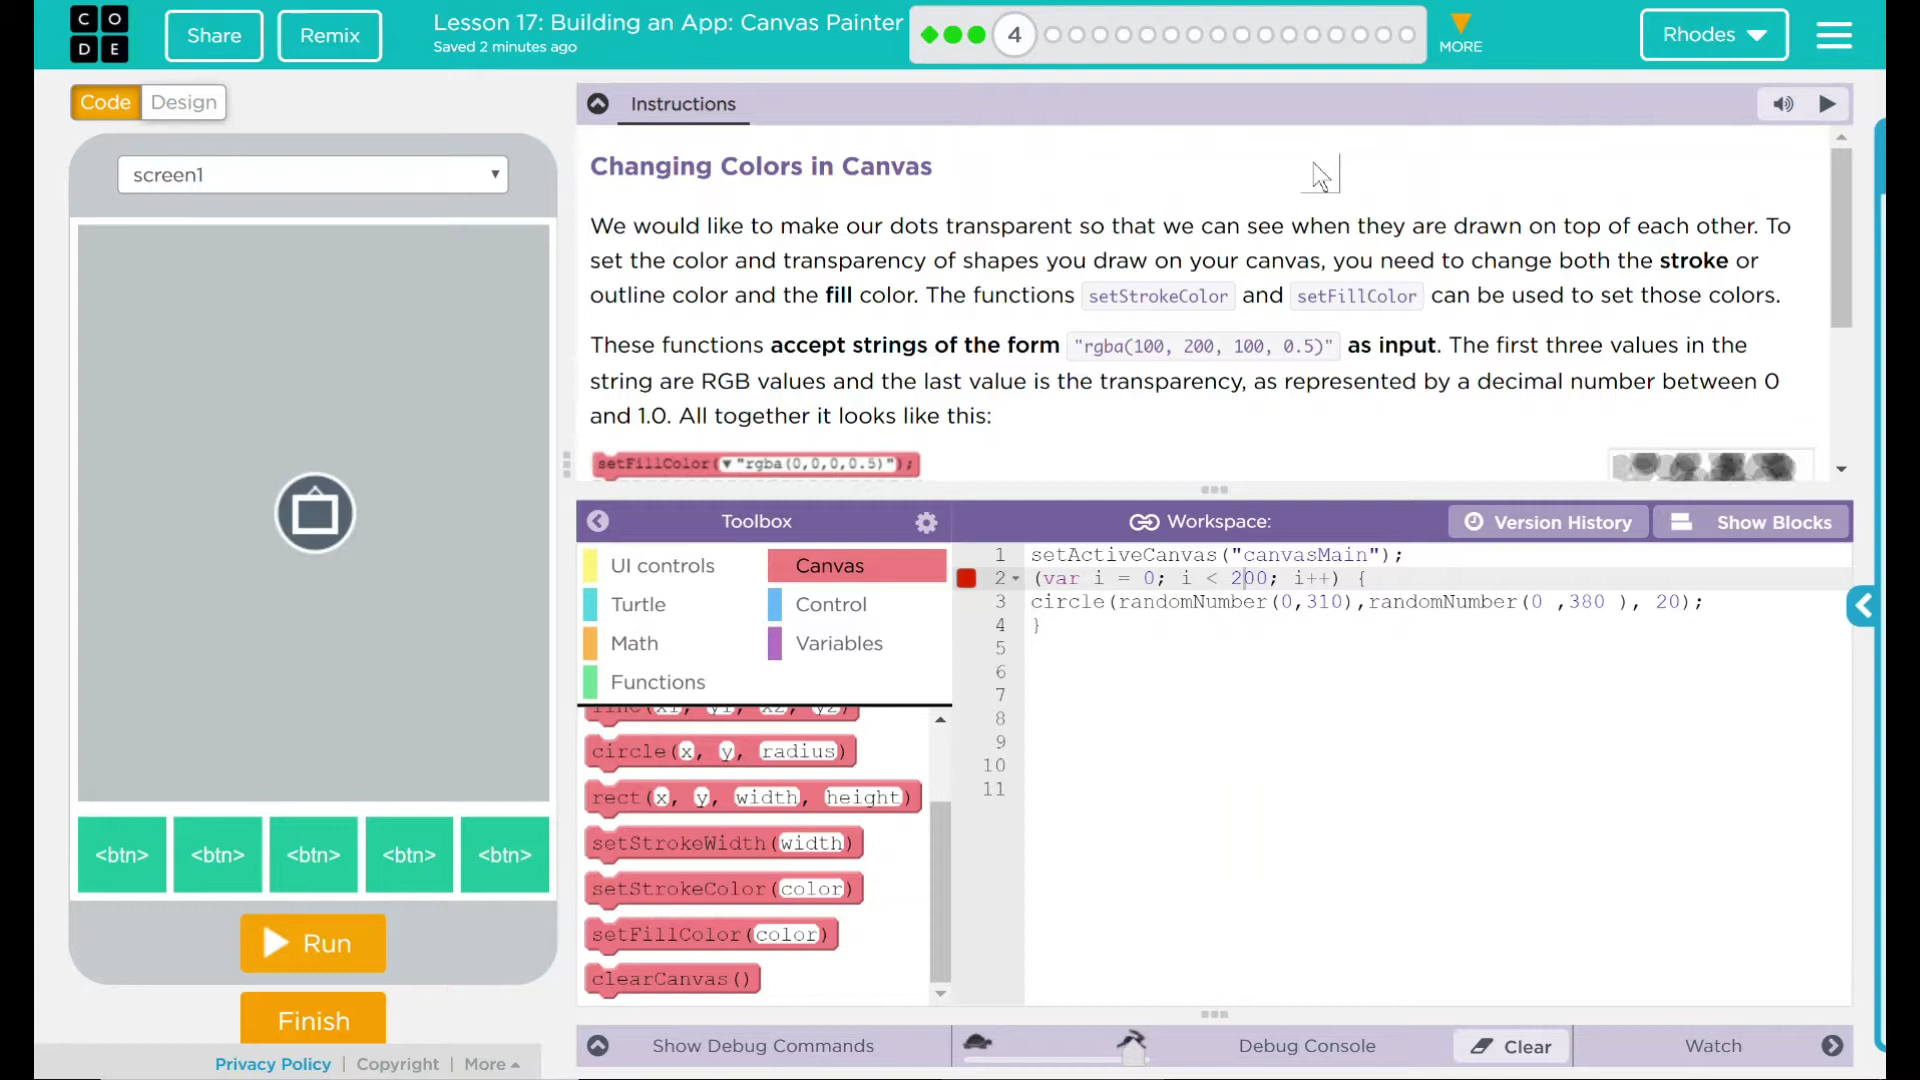 C O
D E
Share
Remix
Lesson 17: Building an App: Canvas Painter
Saved 2 minutes ago
4
MORE
Rhodes
Code
Design
screen1
Instructions
Changing Colors in Canvas
We would like to make our dots transparent so that we can see when they are drawn on top of each other. To
set the color and transparency of shapes you draw on your canvas, you need to change both the stroke or
outline color and the fill color. The functions setStrokeColor and setFillColor can be used to set those colors.
These functions accept strings of the form "rgba(100, 200, 100, 0.5)" as input. The first three values in the
string are RGB values and the last value is the transparency, as represented by a decimal number between 0
and 1.0. All together it looks like this:
setFillColor(▼"rgba(0,0,0,0.5)");
Toolbox
Workspace:
Version History
Show Blocks
UI controls
Canvas
Turtle
Control
Math
Variables
Functions
line(x1, y1, x2, y2)
circle(x, y, radius)
rect(x, y, width, height)
setStrokeWidth(width)
setStrokeColor(color)
setFillColor(color)
clearCanvas()
1 setActiveCanvas("canvasMain");
2 (var i = 0; i < 200; i++) {
3 circle(randomNumber(0,310),randomNumber(0 ,380 ), 20);
4 }
5
6
7
8
9
10
11
<btn>
<btn>
<btn>
<btn>
<btn>
Run
Finish
Privacy Policy | Copyright | More
Show Debug Commands
Debug Console
Clear
Watch